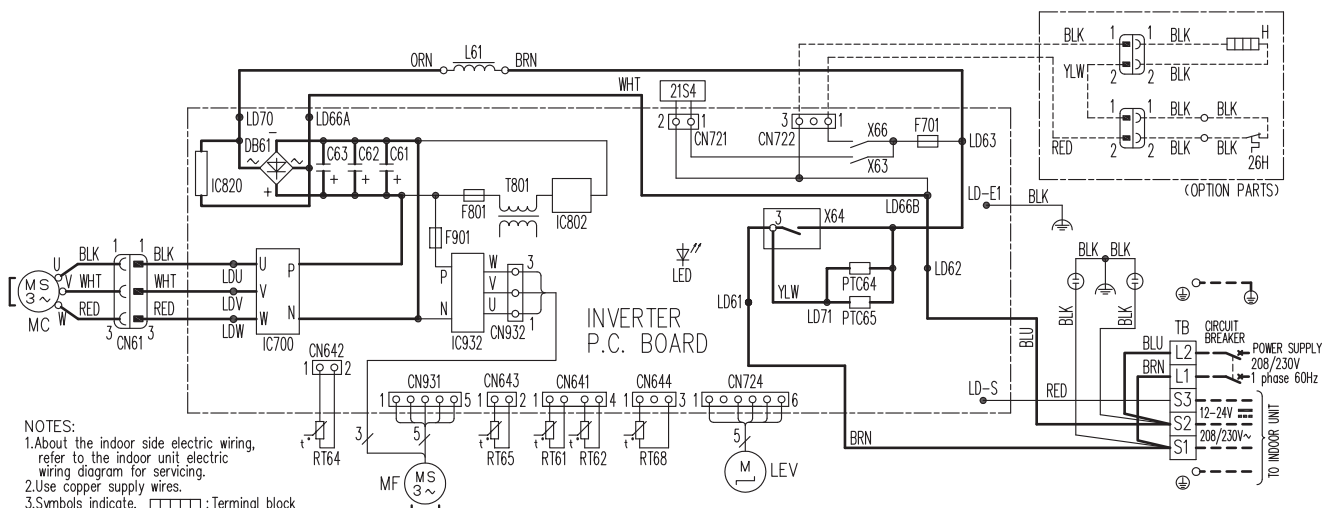 BLK 1 1 BLK H
YLW
2 2 BLK
1 1 BLK BLK
RED 2 2 BLK BLK 26H
(OPTION PARTS)
ORN L61 BRN
WHT
21S4
2 1
CN721
3 1
CN722
X66
X63
F701
LD63
LD70 LD66A
DB61
−
~ ~
+
C63 C62 C61
+ + +
IC820
F801
T801
IC802
F901
LD66B
LD-E1 BLK
X64
3
LD62
PTC64
YLW
PTC65
LD71
LD61
LED
INVERTER
P.C. BOARD
U BLK 1 1 BLK LDU U P
MS
3~
V WHT WHT LDV V
W RED 3 3 RED LDW W N
MC
CN61
IC700
P W 3
V
N U 1
IC932
CN932
BLK BLK
BLK
BLK
BLU
TB
CIRCUIT
BREAKER
BLU L2
POWER SUPPLY
208/230V
1 phase 60Hz
BRN L1
LD-S RED S3
12-24V
S2
208/230V~
S1
TO INDOOR UNIT
BRN
CN642
1 2
t°
RT64
CN931
1 5
3
5
MF
MS
3~
CN643
1 2
t°
RT65
CN641
1 4
t° t°
RT61 RT62
CN644
1 3
t°
RT68
CN724
1 6
5
M
LEV
NOTES:
1.About the indoor side electric wiring,
refer to the indoor unit electric
wiring diagram for servicing.
2.Use copper supply wires.
3.Symbols indicate. : Terminal block